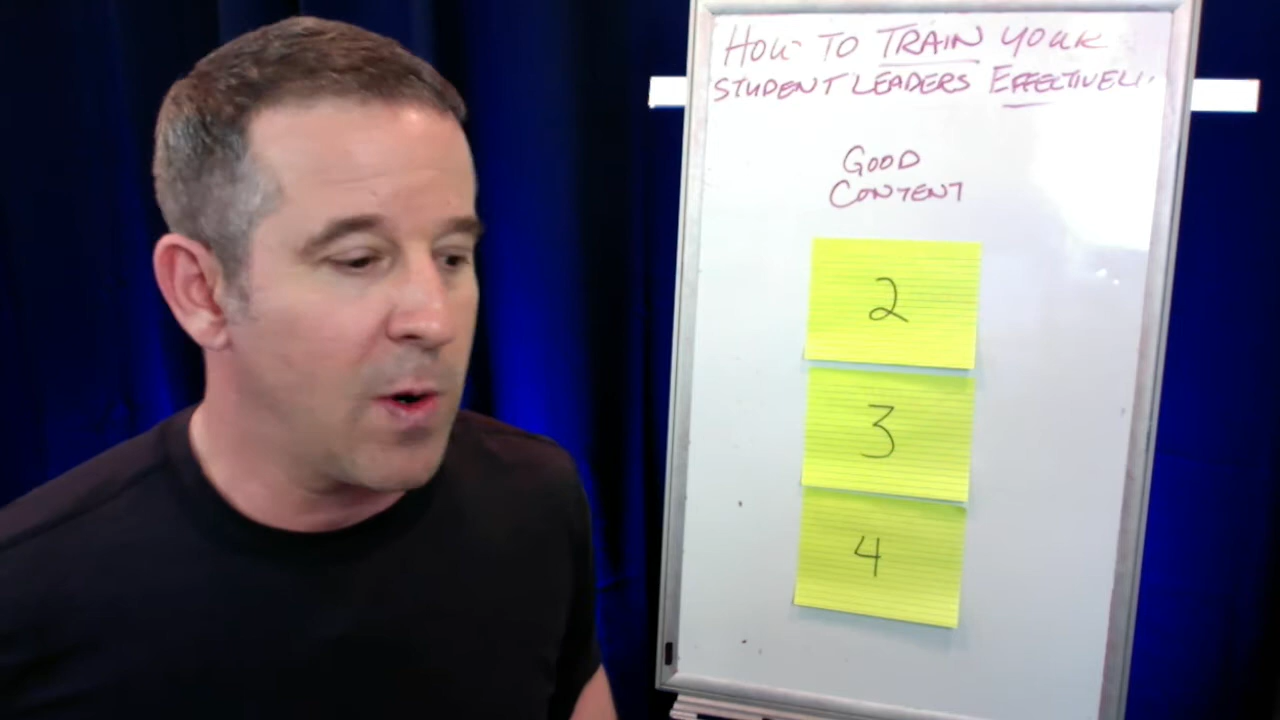 HOW TO TRAIN YOUR
STUDENT LEADERS EFFECTIVELY.
GOOD
CONTENT
2
3
4